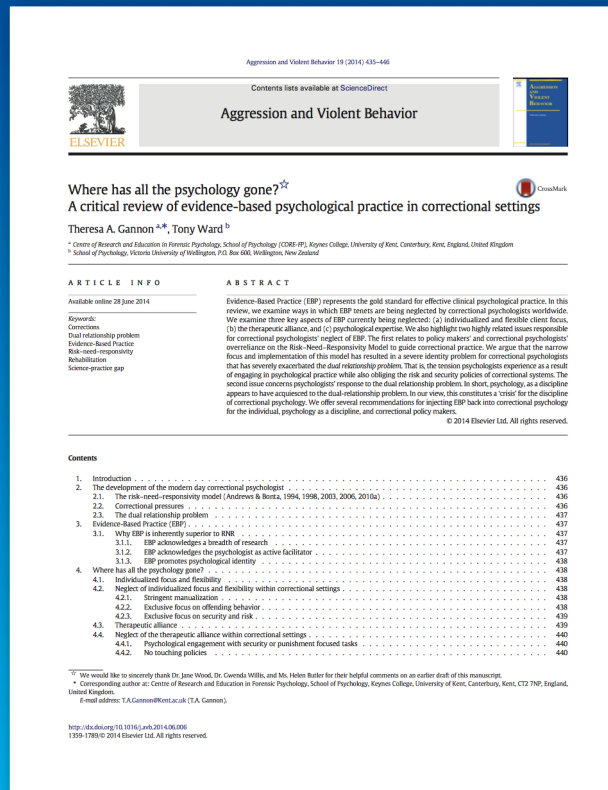 Aggression and Violent Behavior 19 (2014) 435–446
Contents lists available at ScienceDirect
Aggression and Violent Behavior
ELSEVIER
AGGRESSION
AND
VIOLENT
BEHAVIOR
CrossMark
Where has all the psychology gone?☆
A critical review of evidence-based psychological practice in correctional settings
Theresa A. Gannon a,*, Tony Ward b
a Centre of Research and Education in Forensic Psychology, School of Psychology (CORE-FP), Keynes College, University of Kent, Canterbury, Kent, England, United Kingdom
b School of Psychology, Victoria University of Wellington, P.O. Box 600, Wellington, New Zealand
ARTICLE INFO
Available online 28 June 2014
Keywords:
Corrections
Dual relationship problem
Evidence-Based Practice
Risk–need–responsivity
Rehabilitation
Science-practice gap
ABSTRACT
Evidence-Based Practice (EBP) represents the gold standard for effective clinical psychological practice. In this
review, we examine ways in which EBP tenets are being neglected by correctional psychologists worldwide.
We examine three key aspects of EBP currently being neglected: (a) individualized and flexible client focus,
(b) the therapeutic alliance, and (c) psychological expertise. We also highlight two highly related issues responsible
for correctional psychologists' neglect of EBP. The first relates to policy makers' and correctional psychologists'
overreliance on the Risk–Need–Responsivity Model to guide correctional practice. We argue that the narrow
focus and implementation of this model has resulted in a severe identity problem for correctional psychologists
that has severely exacerbated the dual relationship problem. That is, the tension psychologists experience as a result
of engaging in psychological practice while also obliging the risk and security policies of correctional systems. The
second issue concerns psychologists' response to the dual relationship problem. In short, psychology, as a discipline
appears to have acquiesced to the dual-relationship problem. In our view, this constitutes a 'crisis' for the discipline
of correctional psychology. We offer several recommendations for injecting EBP back into correctional psychology
for the individual, psychology as a discipline, and correctional policy makers.
© 2014 Elsevier Ltd. All rights reserved.
Contents
1. Introduction . . . 436
2. The development of the modern day correctional psychologist . . . 436
2.1. The risk–need–responsivity model (Andrews & Bonta, 1994, 1998, 2003, 2006, 2010a) . . . 436
2.2. Correctional pressures . . . 436
2.3. The dual relationship problem . . . 437
3. Evidence-Based Practice (EBP) . . . 437
3.1. Why EBP is inherently superior to RNR . . . 437
3.1.1. EBP acknowledges a breadth of research . . . 437
3.1.2. EBP acknowledges the psychologist as active facilitator . . . 437
3.1.3. EBP promotes psychological identity . . . 438
4. Where has all the psychology gone? . . . 438
4.1. Individualized focus and flexibility . . . 438
4.2. Neglect of individualized focus and flexibility within correctional settings . . . 438
4.2.1. Stringent manualization . . . 438
4.2.2. Exclusive focus on offending behavior . . . 438
4.2.3. Exclusive focus on security and risk . . . 439
4.3. Therapeutic alliance . . . 439
4.4. Neglect of the therapeutic alliance within correctional settings . . . 440
4.4.1. Psychological engagement with security or punishment focused tasks . . . 440
4.4.2. No touching policies . . . 440
☆ We would like to sincerely thank Dr. Jane Wood, Dr. Gwenda Willis, and Ms. Helen Butler for their helpful comments on an earlier draft of this manuscript.
* Corresponding author at: Centre of Research and Education in Forensic Psychology, School of Psychology, Keynes College, University of Kent, Canterbury, Kent, CT2 7NP, England,
United Kingdom.
E-mail address: T.A.Gannon@Kent.ac.uk (T.A. Gannon).
http://dx.doi.org/10.1016/j.avb.2014.06.006
1359-1789/© 2014 Elsevier Ltd. All rights reserved.